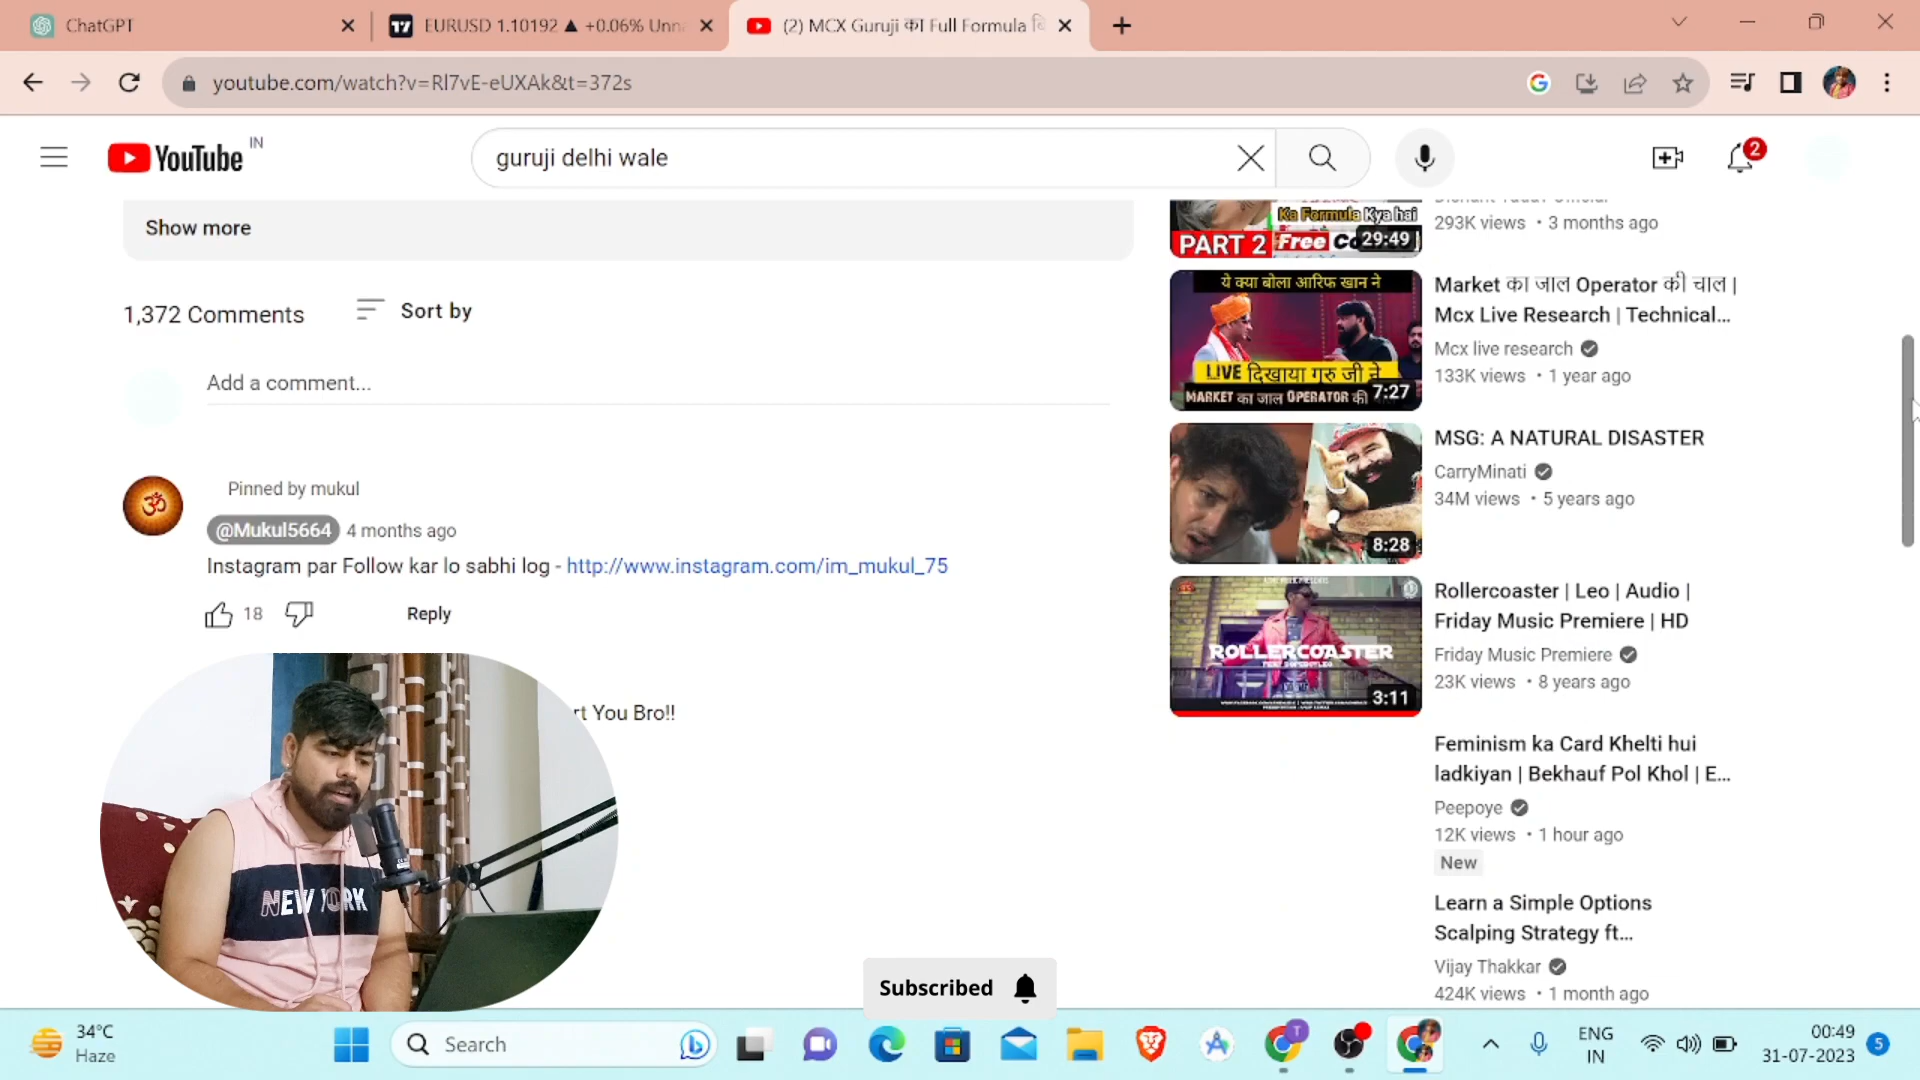 ChatGPT
EURUSD 1.10192 ▲ +0.06% Unna
(2) MCX Guruji का Full Formula
youtube.com/watch?v=Rl7vE-eUXAk&t=372s
YouTube IN
guruji delhi wale
2
Show more
1,372 Comments
Sort by
Add a comment...
Pinned by mukul
@Mukul5664 4 months ago
Instagram par Follow kar lo sabhi log - http://www.instagram.com/im_mukul_75
18
Reply
rt You Bro!!
NEW YORK
Subscribed
Ka Formula Kya hai
PART 2 Free
29:49
293K views • 3 months ago
ये क्या बोला आरिफ खान ने
LIVE दिखाया गुरु जी ने
MARKET का जाल OPERATOR की
7:27
Market का जाल Operator की चाल |
Mcx Live Research | Technical...
Mcx live research
133K views • 1 year ago
8:28
MSG: A NATURAL DISASTER
CarryMinati
34M views • 5 years ago
ROLLERCOASTER
3:11
Rollercoaster | Leo | Audio |
Friday Music Premiere | HD
Friday Music Premiere
23K views • 8 years ago
Feminism ka Card Khelti hui
ladkiyan | Bekhauf Pol Khol | E...
Peepoye
12K views • 1 hour ago
New
Learn a Simple Options
Scalping Strategy ft...
Vijay Thakkar
424K views • 1 month ago
34°C
Haze
Search
T
ENG
IN
00:49
31-07-2023
5